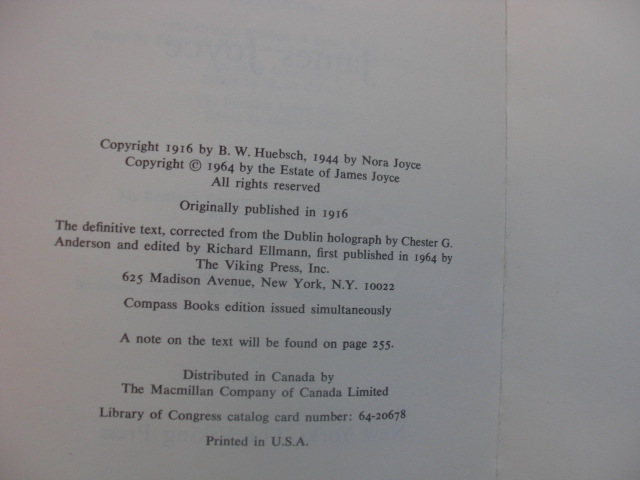 Copyright 1916 by B. W. Huebsch, 1944 by Nora Joyce
Copyright © 1964 by the Estate of James Joyce
All rights reserved
Originally published in 1916
The definitive text, corrected from the Dublin holograph by Chester G.
Anderson and edited by Richard Ellmann, first published in 1964 by
The Viking Press, Inc.
625 Madison Avenue, New York, N.Y. 10022
Compass Books edition issued simultaneously
A note on the text will be found on page 255.
Distributed in Canada by
The Macmillan Company of Canada Limited
Library of Congress catalog card number: 64-20678
Printed in U.S.A.